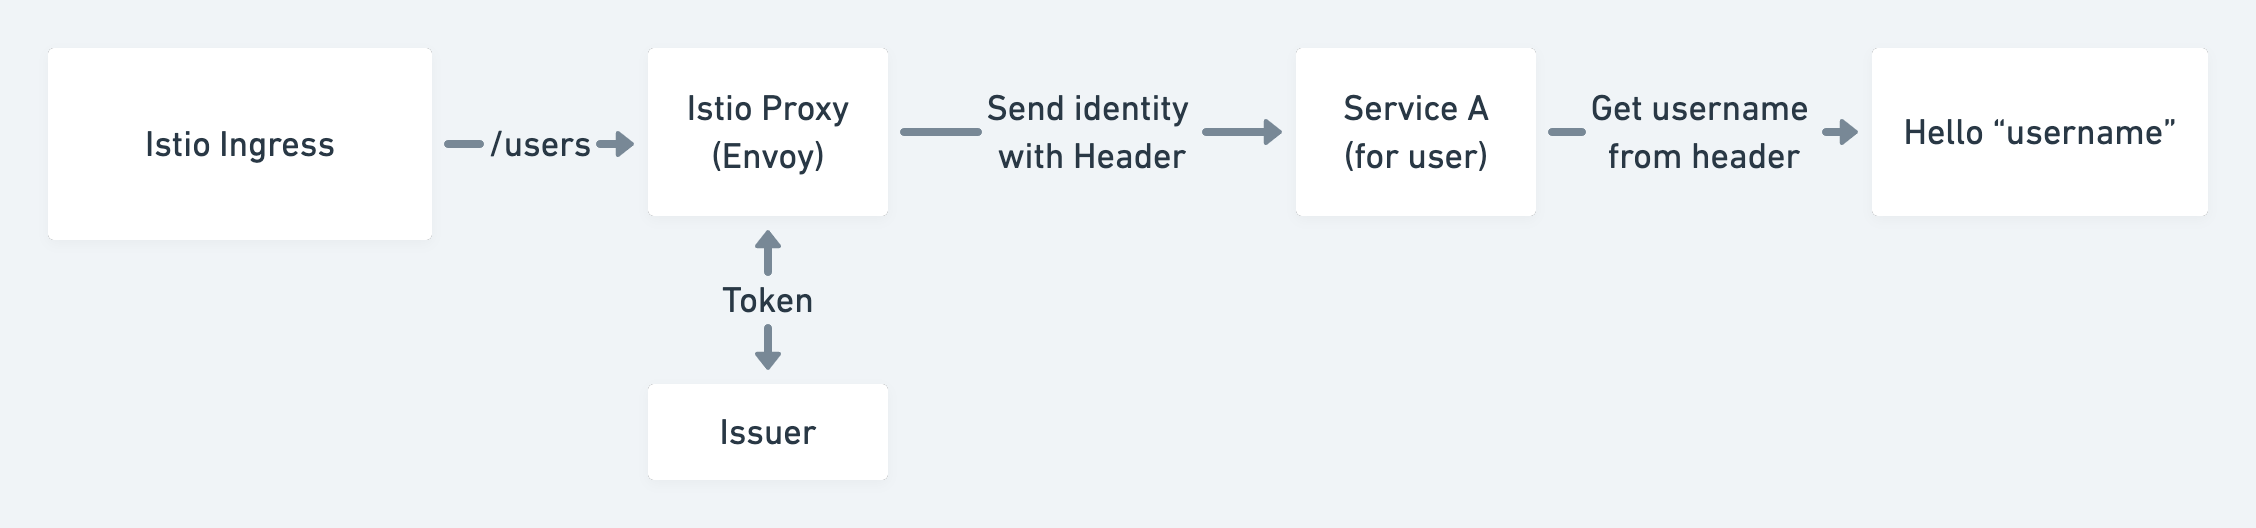 Istio Ingress
/users
Istio Proxy
(Envoy)
Send identity
with Header
Service A
(for user)
Get username
from header
Hello “username”
Token
Issuer